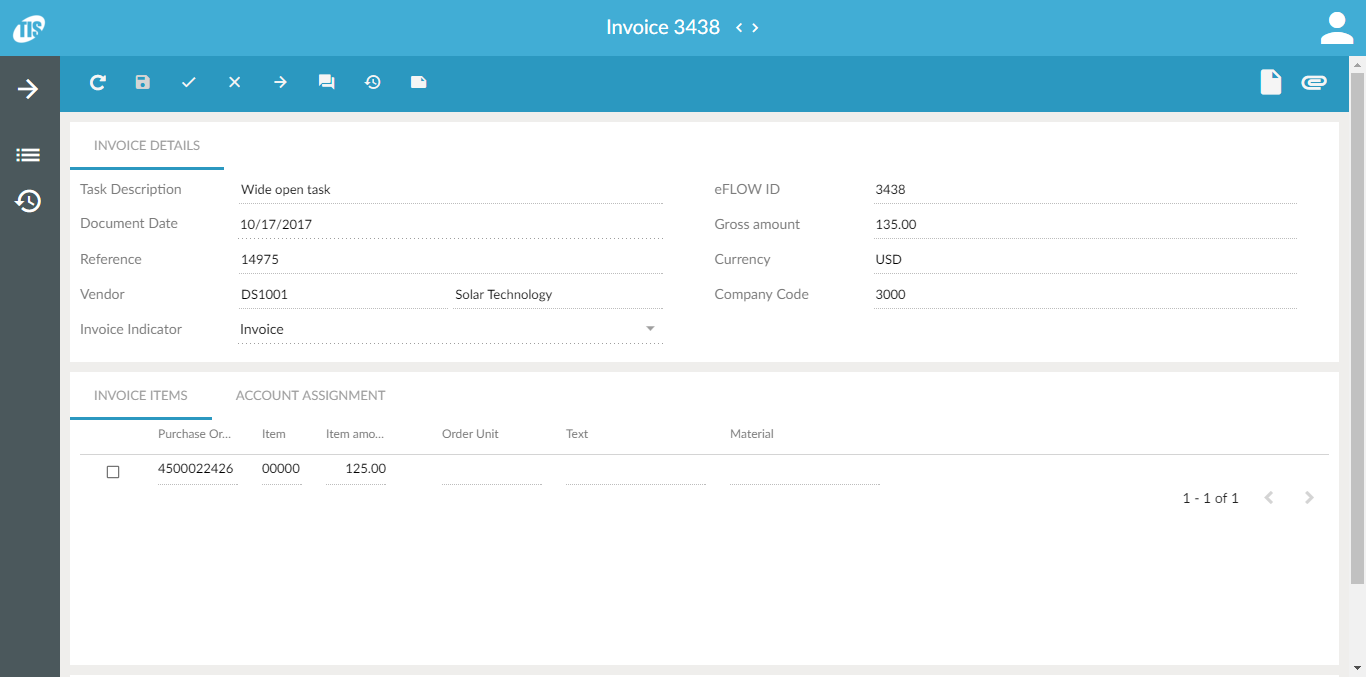 TIS
Invoice 3438
INVOICE DETAILS
Task Description Wide open task eFLOW ID 3438
Document Date 10/17/2017 Gross amount 135.00
Reference 14975 Currency USD
Vendor DS1001 Solar Technology Company Code 3000
Invoice Indicator Invoice
INVOICE ITEMS ACCOUNT ASSIGNMENT
Purchase Or... Item Item amo... Order Unit Text Material
4500022426 00000 125.00
1 - 1 of 1